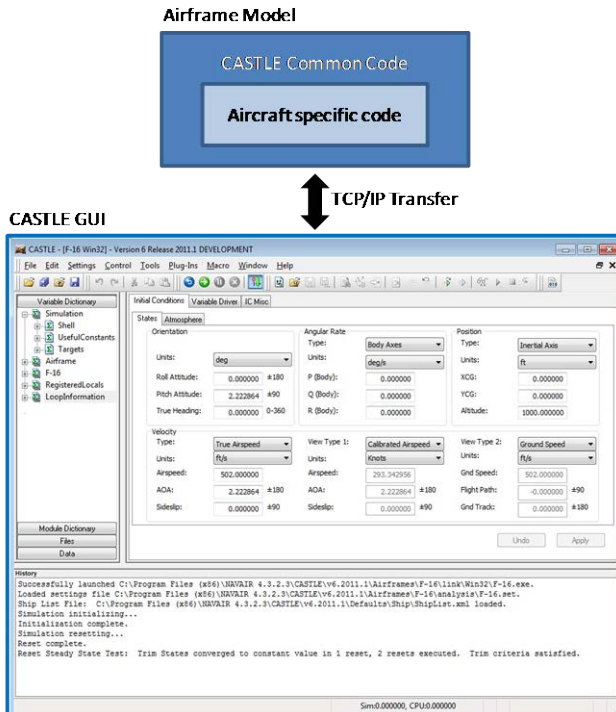 Airframe Model
CASTLE Common Code
Aircraft specific code
TCP/IP Transfer
CASTLE GUI
CASTLE - [F-16 Win32] - Version 6 Release 2011.1 DEVELOPMENT
File Edit Settings Control Tools Plug-Ins Macro Window Help
Variable Dictionary
Simulation
Shell
UsefulConstants
Targets
Airframe
F-16
RegisteredLocals
LoopInformation
Module Dictionary
Files
Data
Initial Conditions Variable Driver IC Misc
States Atmosphere
Orientation
Units: deg
Roll Attitude: 0.000000 ±180
Pitch Attitude: 2.222864 ±90
True Heading: 0.000000 0-360
Angular Rate
Type: Body Axes
Units: deg/s
P (Body): 0.000000
Q (Body): 0.000000
R (Body): 0.000000
Position
Type: Inertial Axis
Units: ft
XCG: 0.000000
YCG: 0.000000
Altitude: 1000.000000
Velocity
Type: True Airspeed
Units: ft/s
Airspeed: 502.000000
AOA: 2.222864 ±180
Sideslip: 0.000000 ±90
View Type 1: Calibrated Airspeed
Units: Knots
Airspeed: 293.342956
AOA: 2.222864 ±180
Sideslip: 0.000000 ±90
View Type 2: Ground Speed
Units: ft/s
Gnd Speed: 502.000000
Flight Path: -0.000000 ±90
Gnd Track: 0.000000 ±180
Undo Apply
History
Successfully launched C:\Program Files (x86)\NAVAIR 4.3.2.3\CASTLE\v6.2011.1\Airframes\F-16\link\Win32\F-16.exe.
Loaded settings file C:\Program Files (x86)\NAVAIR 4.3.2.3\CASTLE\v6.2011.1\Airframes\F-16\analysis\F-16.set.
Ship List File: C:\Program Files (x86)\NAVAIR 4.3.2.3\CASTLE\v6.2011.1\Defaults\Ship\ShipList.xml loaded.
Simulation initializing...
Initialization complete.
Simulation resetting...
Reset complete.
Reset Steady State Test: Trim States converged to constant value in 1 reset, 2 resets executed. Trim criteria satisfied.
Sim:0.000000, CPU:0.000000